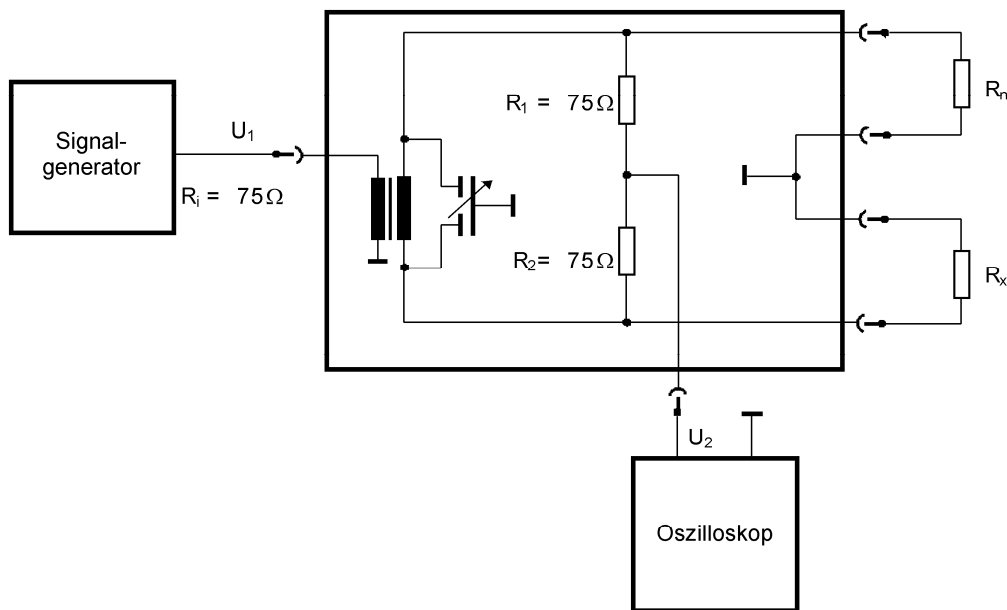 Signal-
generator
U₁
Rᵢ = 75Ω
R₁ = 75Ω
R₂= 75Ω
Rₙ
Rₓ
U₂
Oszilloskop